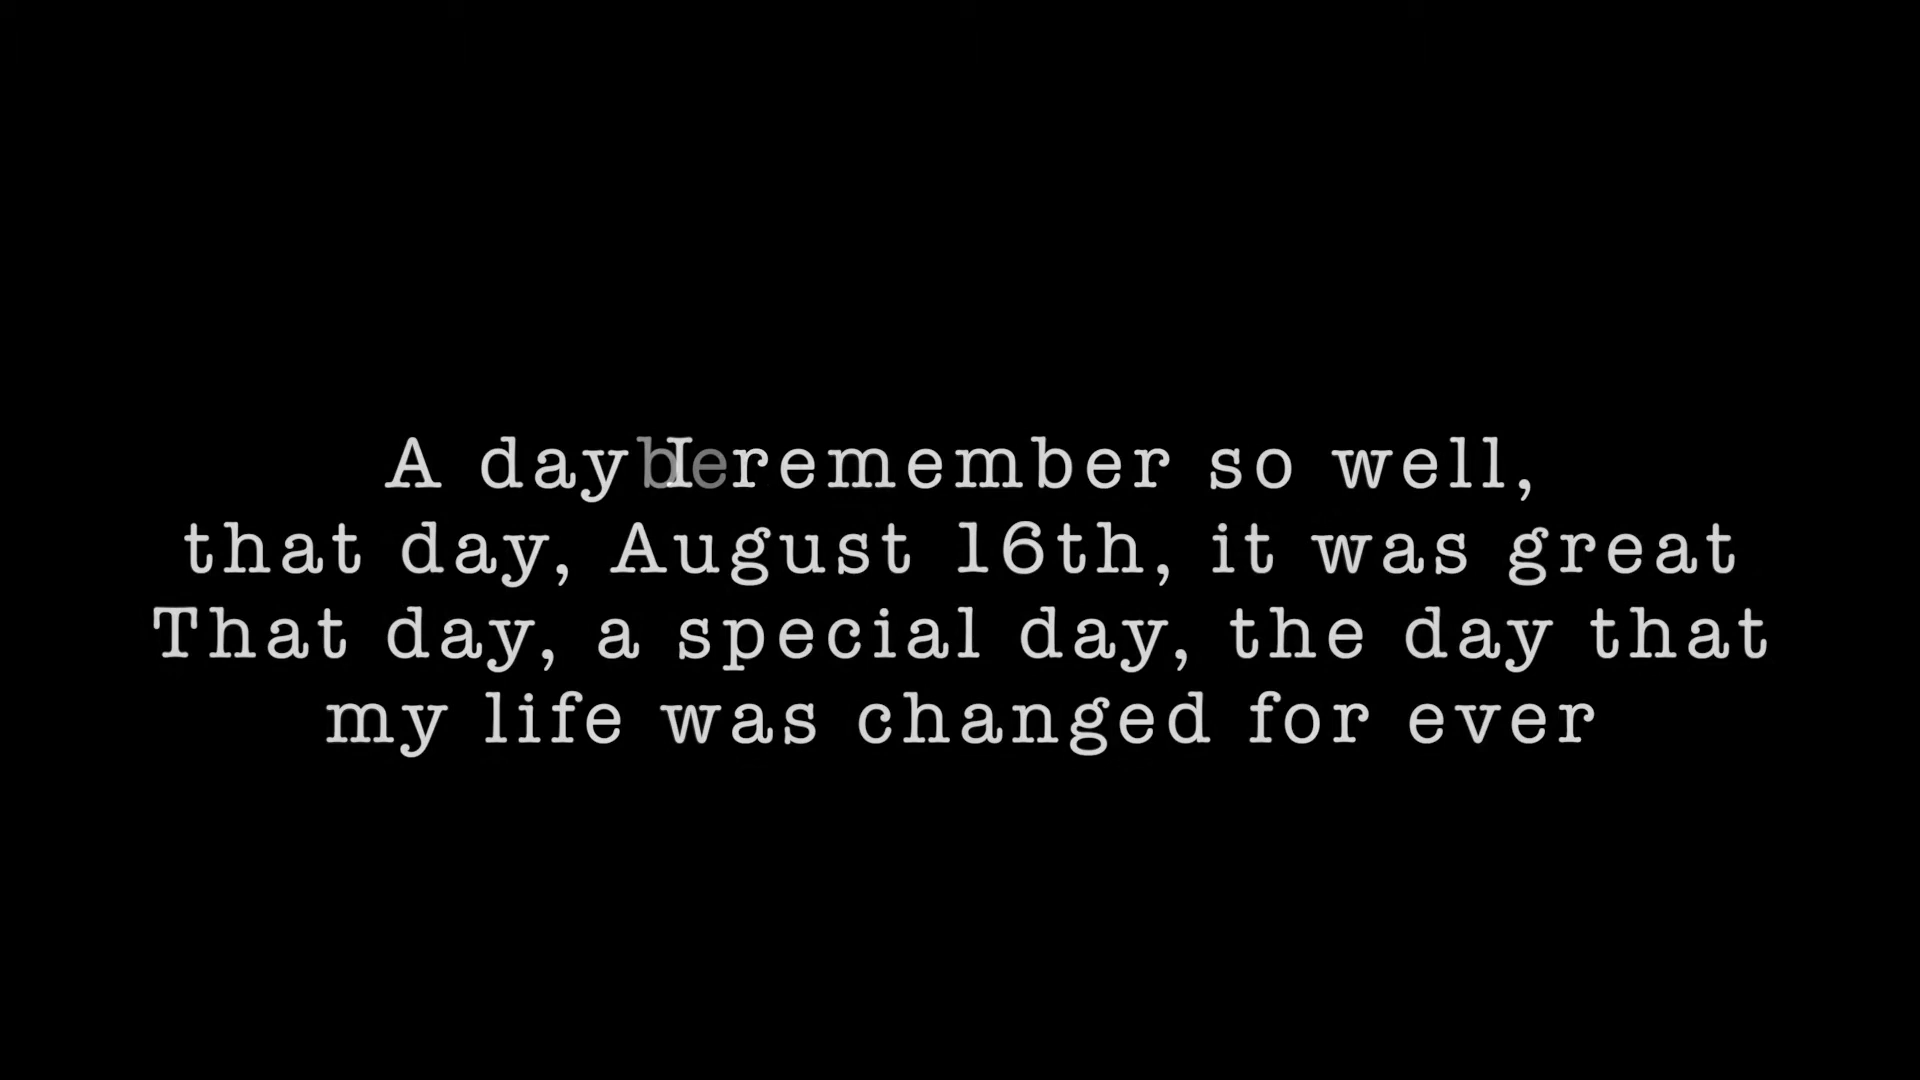 A day I remember so well,
that day, August 16th, it was great
That day, a special day, the day that
my life was changed for ever